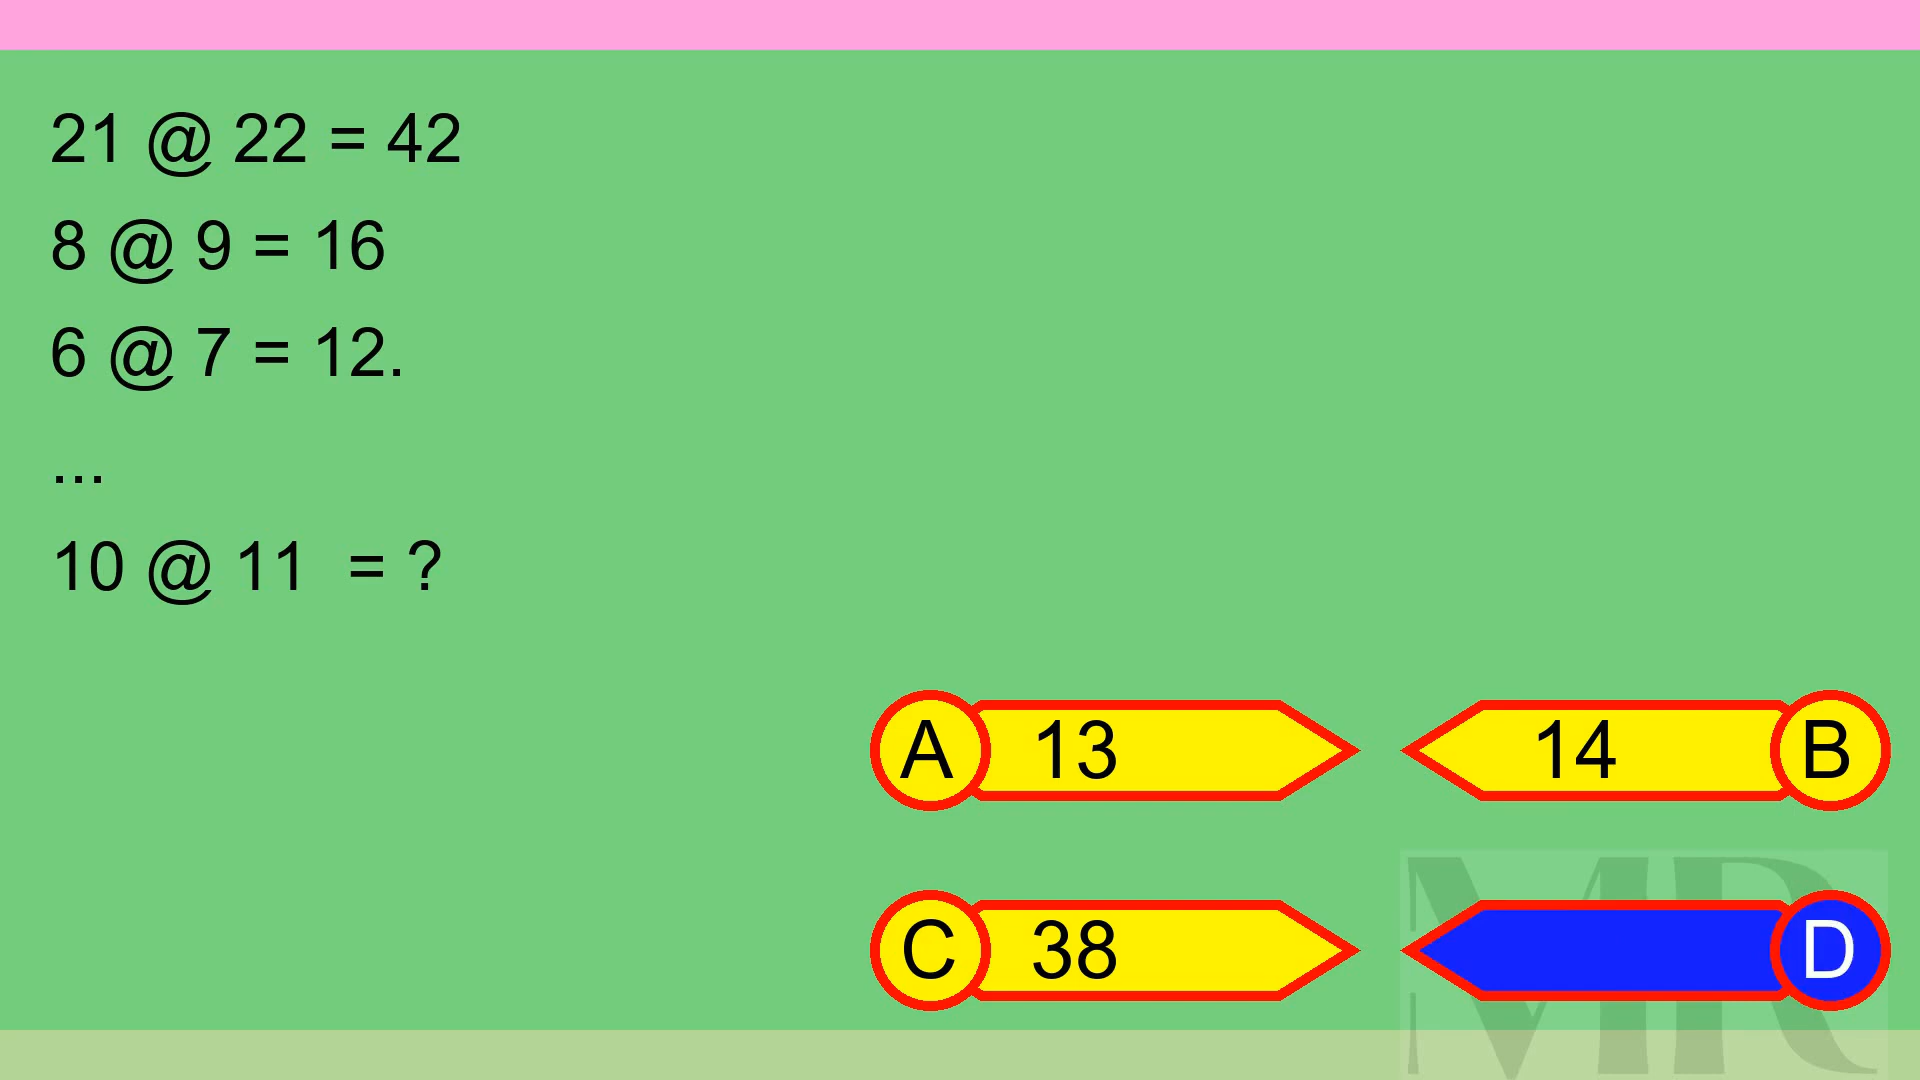 21 @ 22 = 42
8 @ 9 = 16
6 @ 7 = 12.
...
10 @ 11  = ?
A 13
14 B
C 38
D
MR